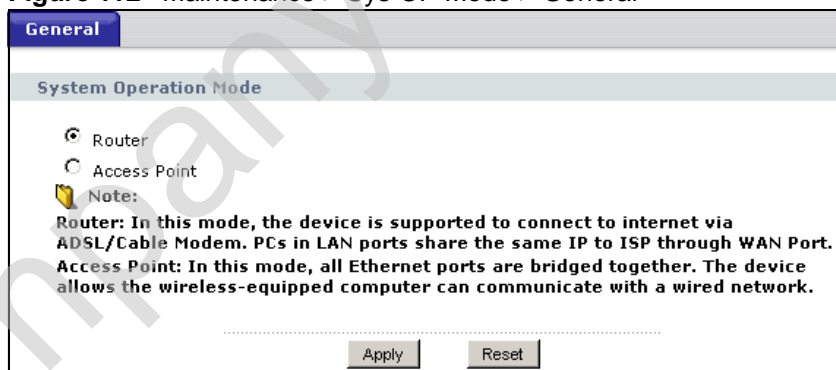 General
System Operation Mode
Router
Access Point
Note:
Router: In this mode, the device is supported to connect to internet via
ADSL/Cable Modem. PCs in LAN ports share the same IP to ISP through WAN Port.
Access Point: In this mode, all Ethernet ports are bridged together. The device
allows the wireless-equipped computer can communicate with a wired network.
Apply
Reset